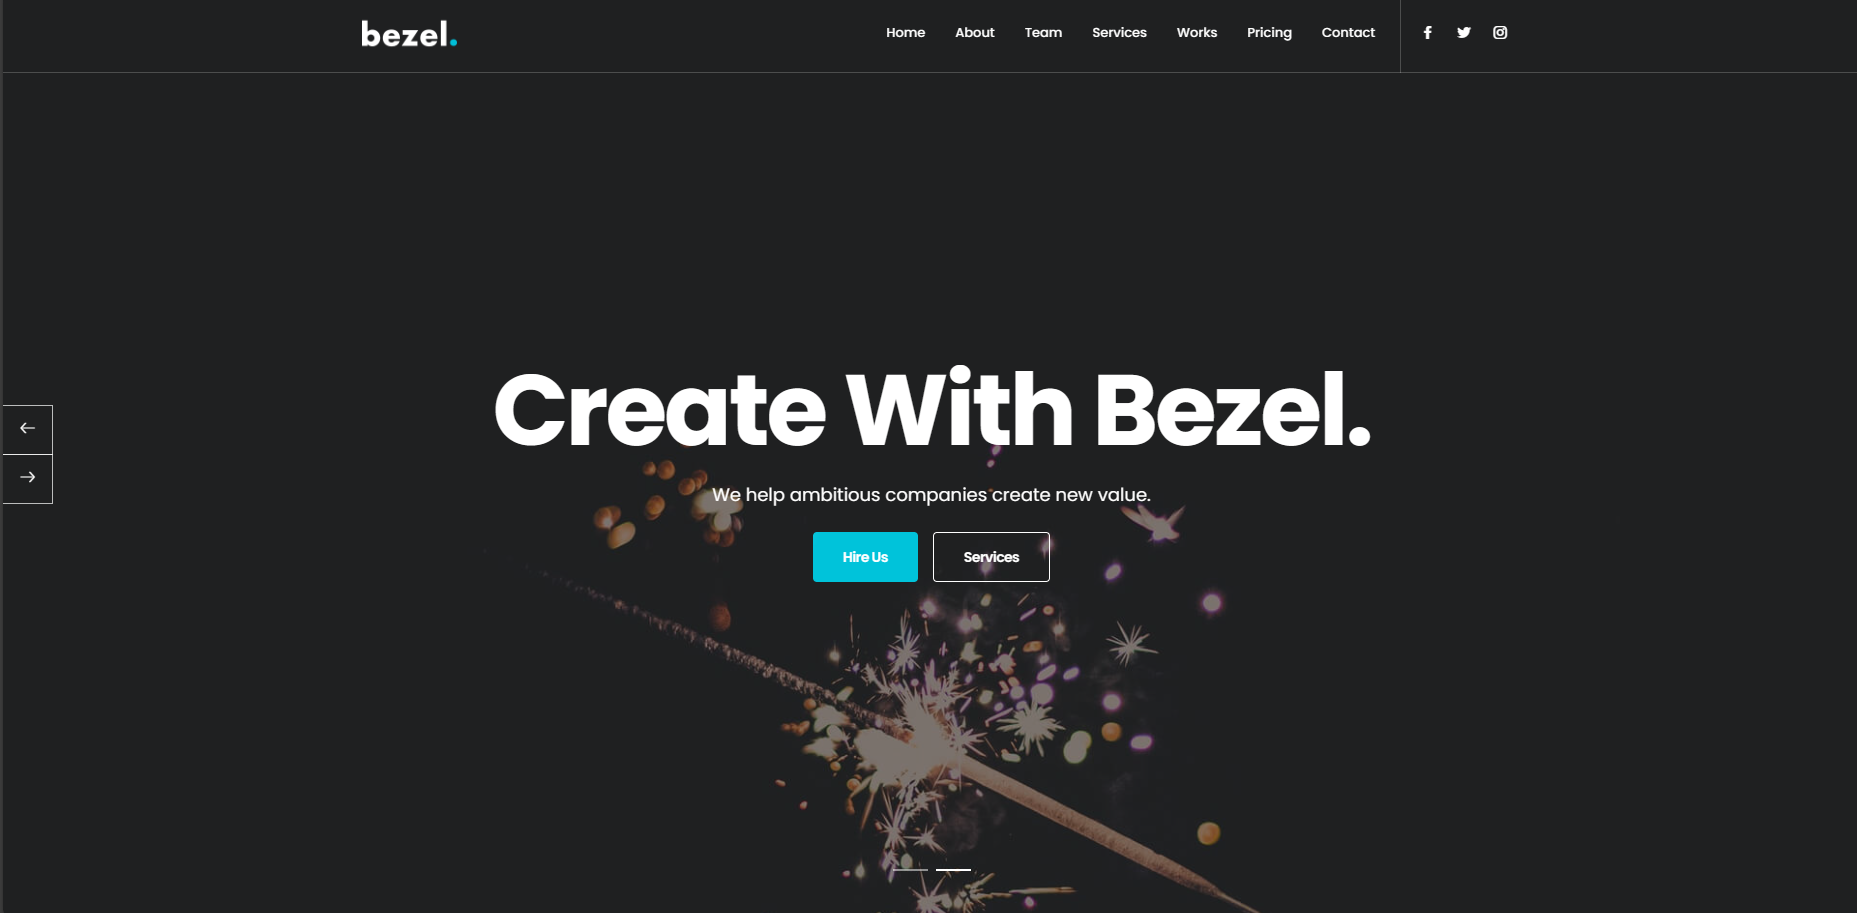 bezel.
Home About Team Services Works Pricing Contact
Create With Bezel.
We help ambitious companies create new value.
Hire Us Services